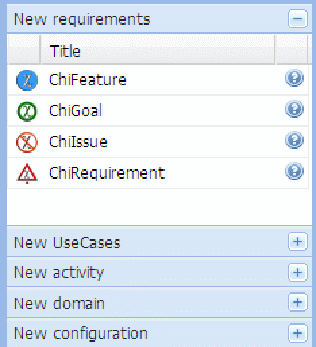 New requirements
Title
ChiFeature
ChiGoal
ChiIssue
ChiRequirement
New UseCases
New activity
New domain
New configuration